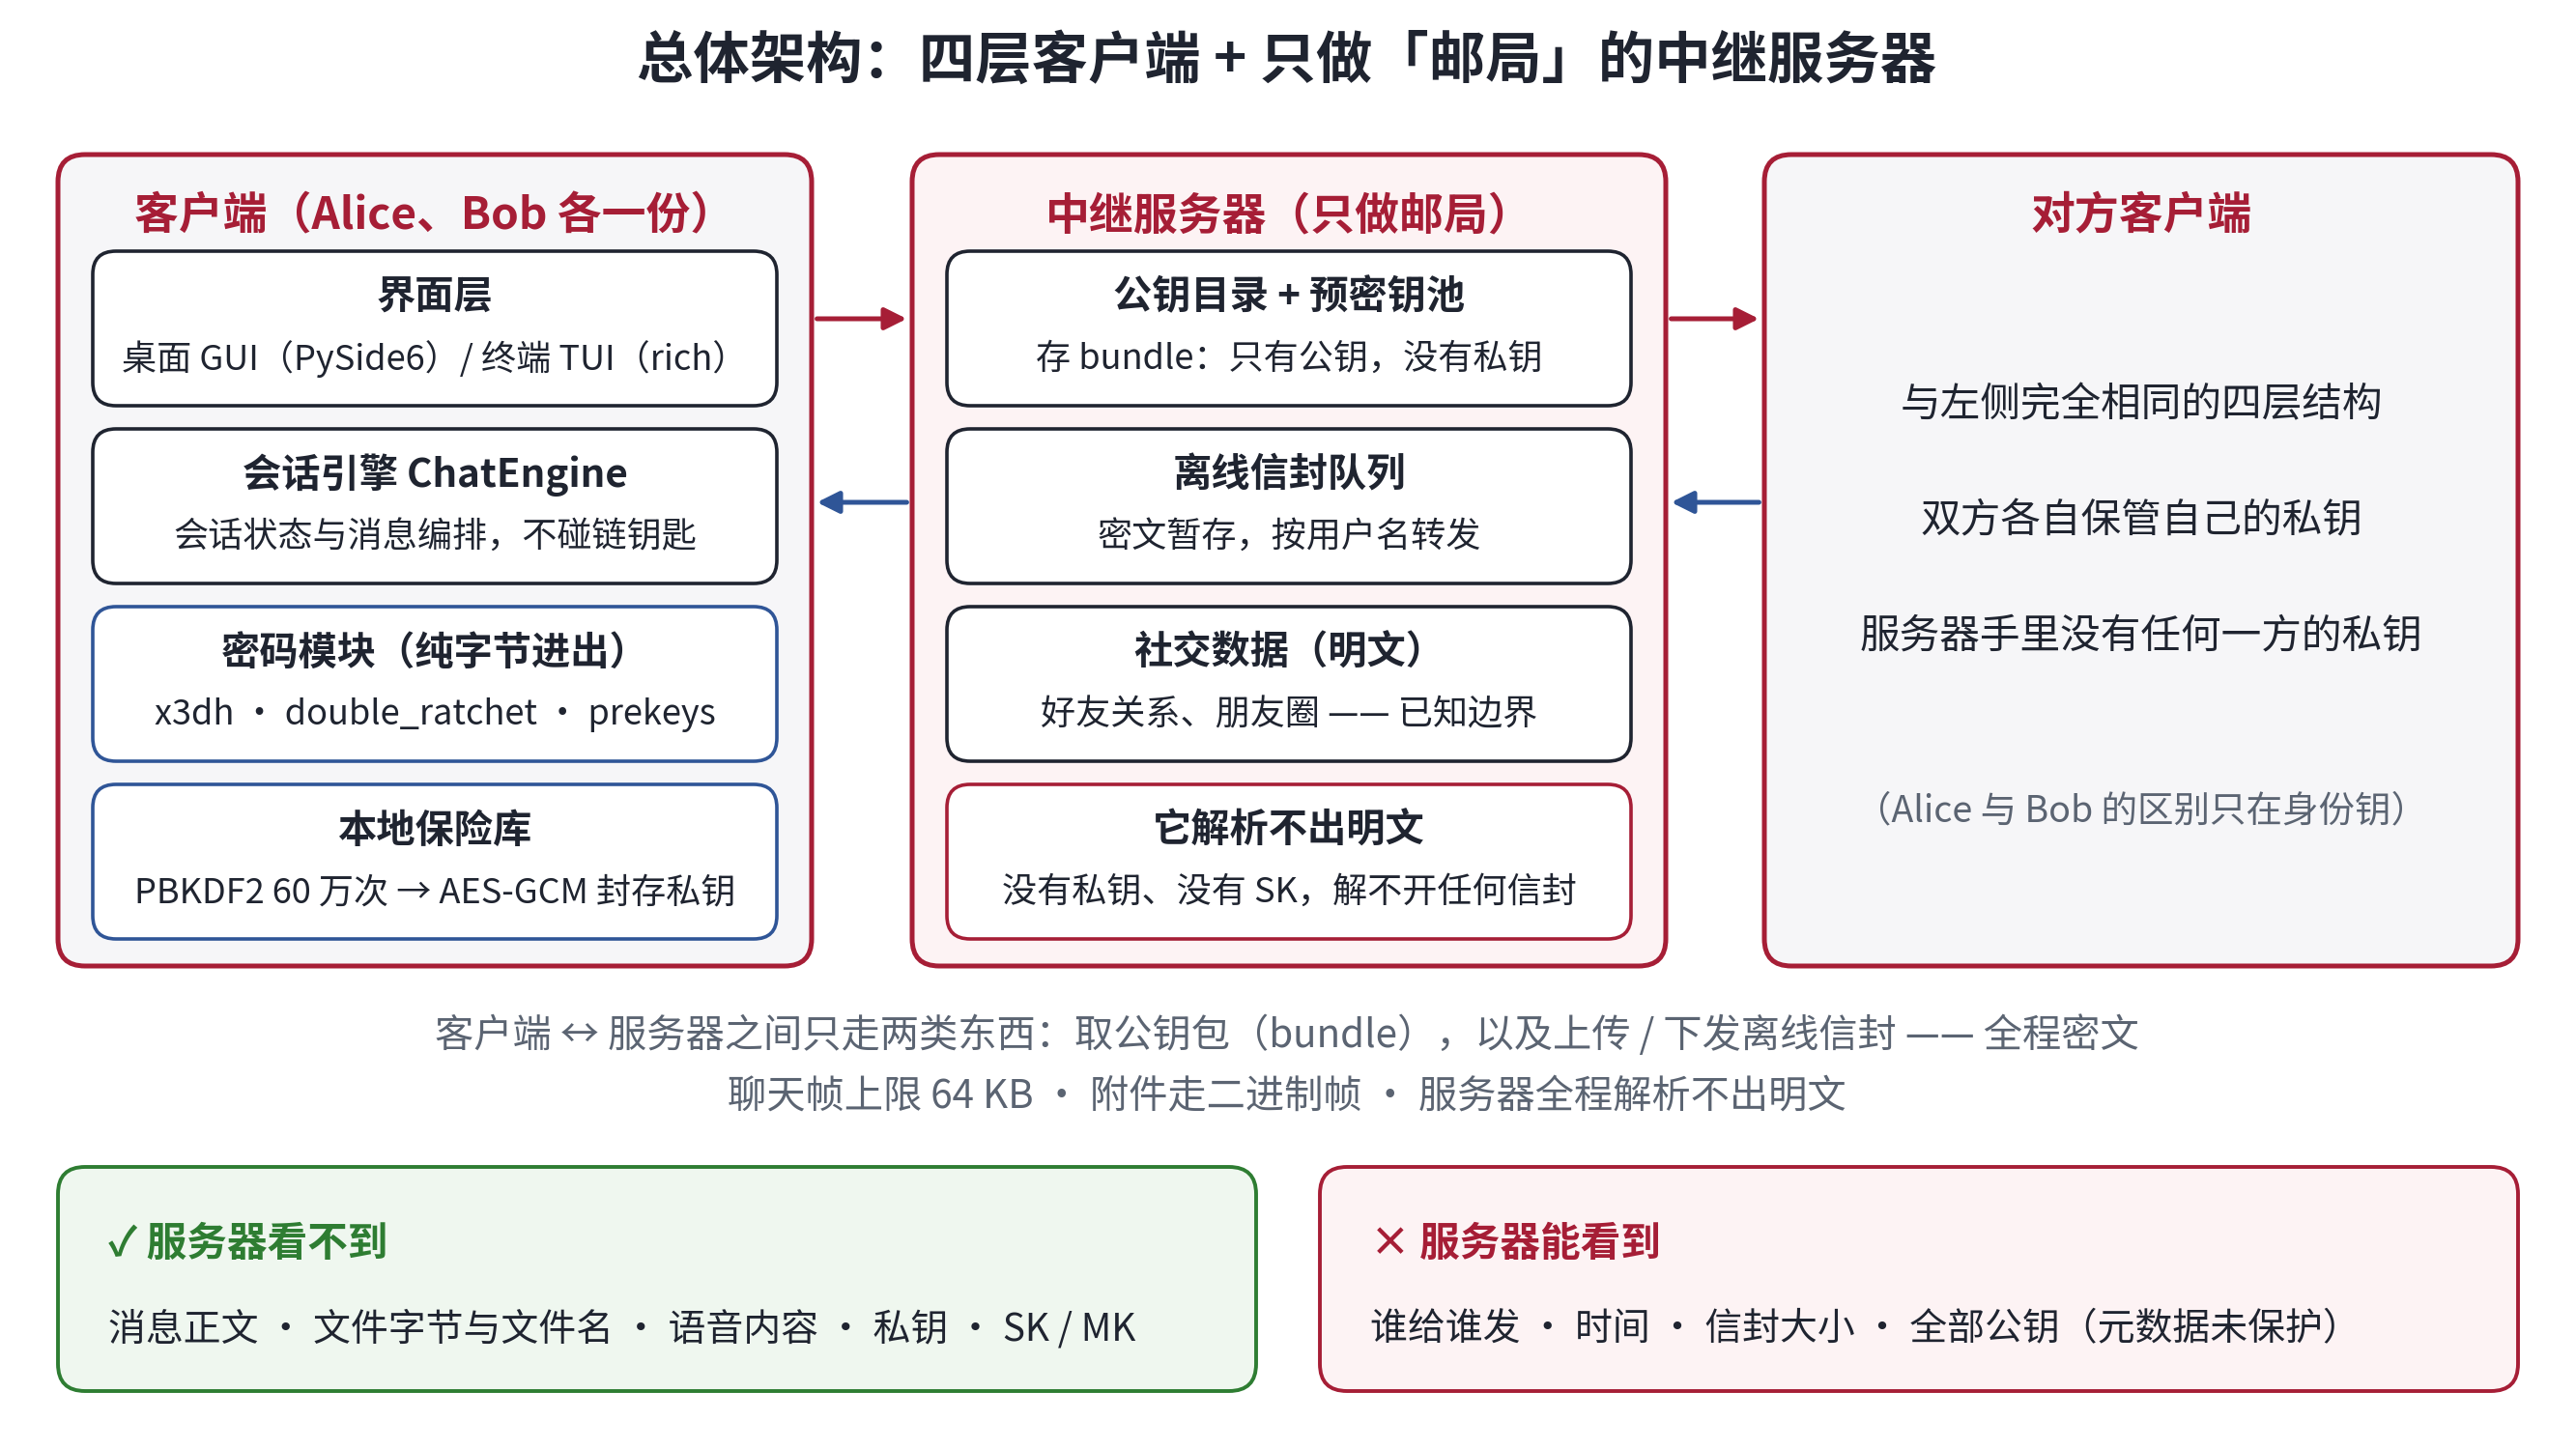 总体架构：四层客户端 + 只做「邮局」的中继服务器
客户端（Alice、Bob 各一份）
界面层
桌面 GUI（PySide6）/ 终端 TUI（rich）
会话引擎 ChatEngine
会话状态与消息编排，不碰链钥匙
密码模块（纯字节进出）
x3dh · double_ratchet · prekeys
本地保险库
PBKDF2 60 万次 → AES-GCM 封存私钥
中继服务器（只做邮局）
公钥目录 + 预密钥池
存 bundle：只有公钥，没有私钥
离线信封队列
密文暂存，按用户名转发
社交数据（明文）
好友关系、朋友圈 —— 已知边界
它解析不出明文
没有私钥、没有 SK，解不开任何信封
对方客户端
与左侧完全相同的四层结构
双方各自保管自己的私钥
服务器手里没有任何一方的私钥
（Alice 与 Bob 的区别只在身份钥）
客户端 ↔ 服务器之间只走两类东西：取公钥包（bundle），以及上传 / 下发离线信封 —— 全程密文
聊天帧上限 64 KB · 附件走二进制帧 · 服务器全程解析不出明文
✓ 服务器看不到
消息正文 · 文件字节与文件名 · 语音内容 · 私钥 · SK / MK
✕ 服务器能看到
谁给谁发 · 时间 · 信封大小 · 全部公钥（元数据未保护）